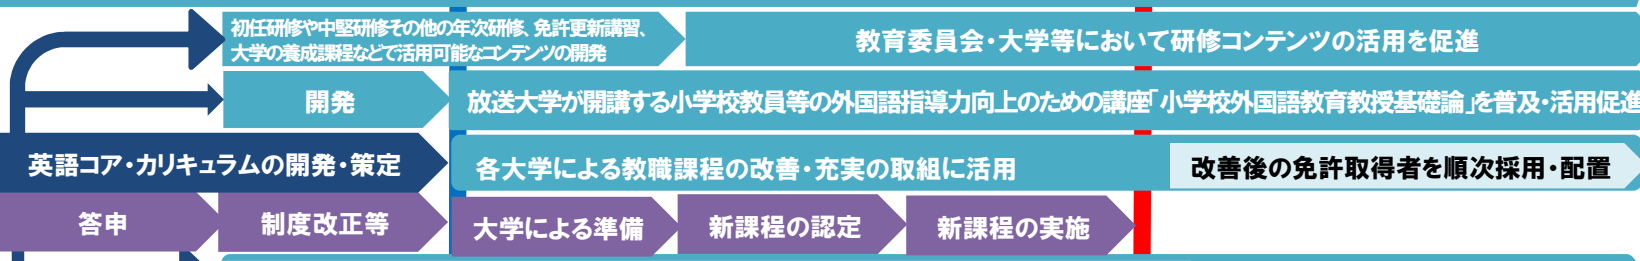 初任研修や中堅研修その他の年次研修、免許更新講習、
大学の養成課程などで活用可能なコンテンツの開発
教育委員会・大学等において研修コンテンツの活用を促進
開発
放送大学が開講する小学校教員等の外国語指導力向上のための講座「小学校外国語教育教授基礎論」を普及・活用促進
英語コア・カリキュラムの開発・策定
各大学による教職課程の改善・充実の取組に活用
改善後の免許取得者を順次採用・配置
答申
制度改正等
大学による準備
新課程の認定
新課程の実施